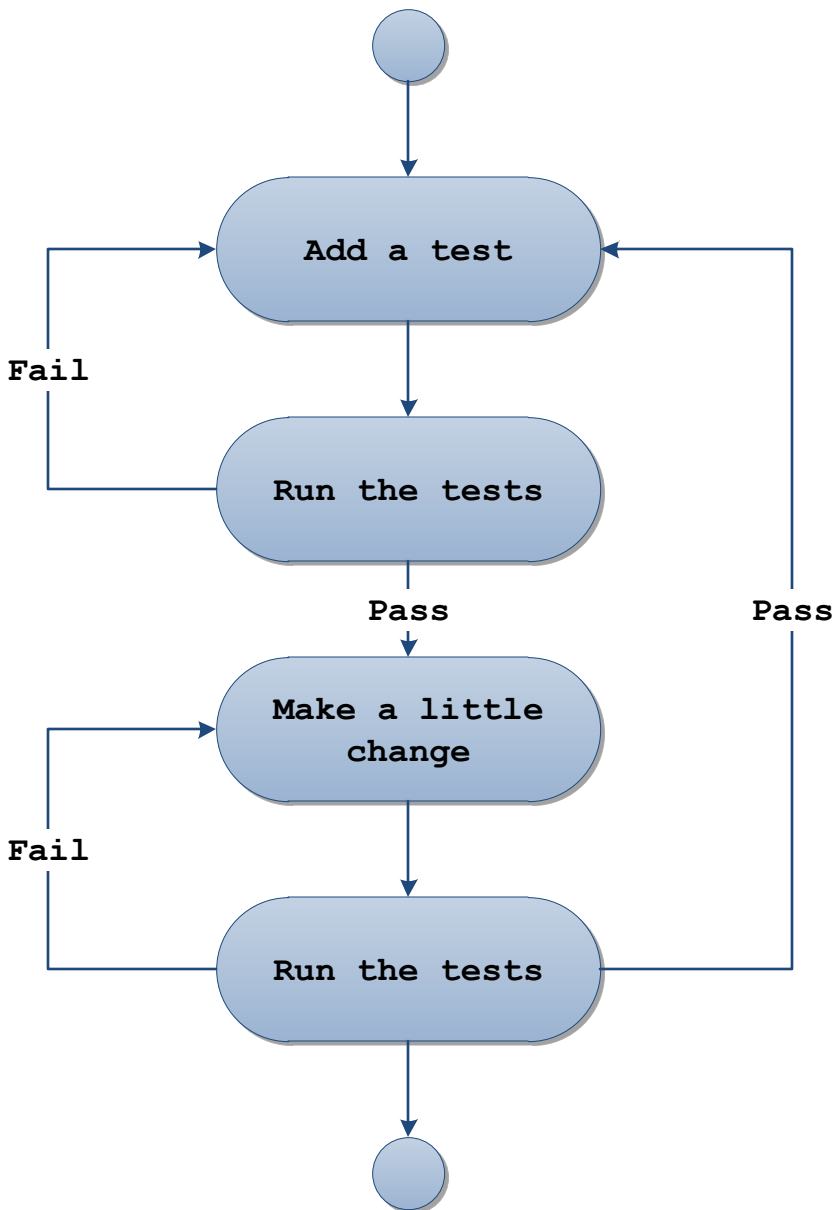 Add a test
Fail
Run the tests
Pass
Pass
Make a little
change
Fail
Run the tests